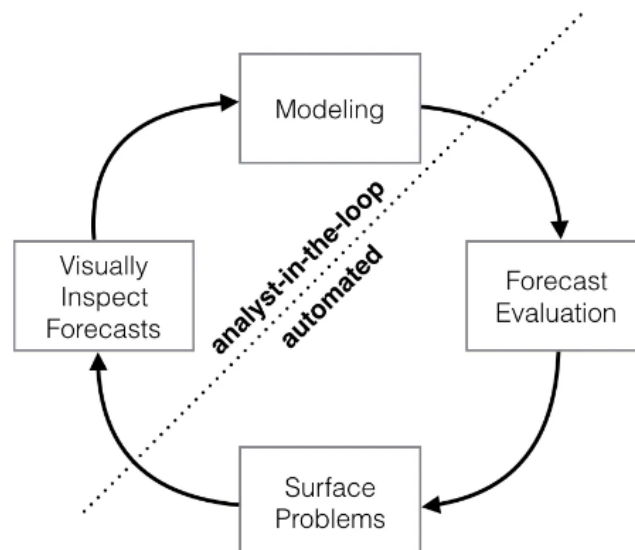 Modeling
analyst-in-the-loop
automated
Visually
Inspect
Forecasts
Forecast
Evaluation
Surface
Problems